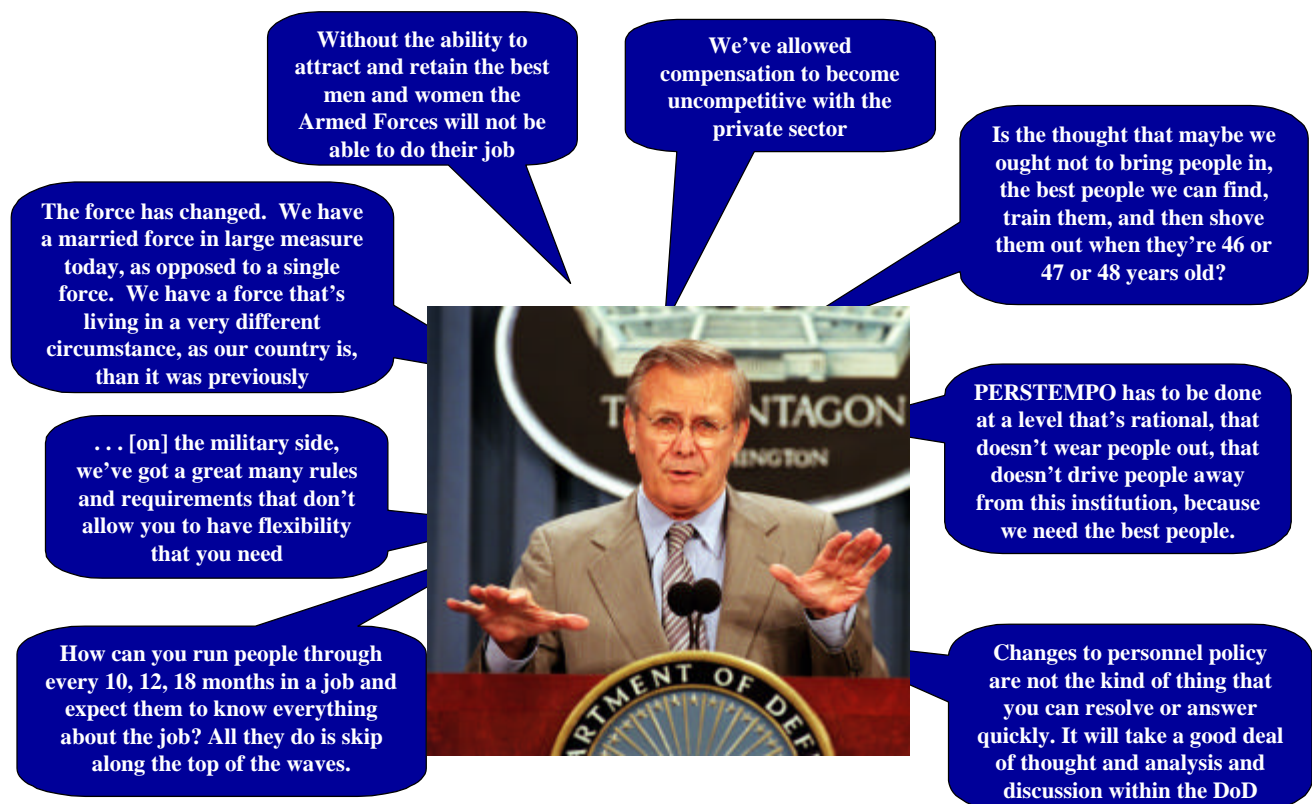 Without the ability to
attract and retain the best
men and women the
Armed Forces will not be
able to do their job
We’ve allowed
compensation to become
uncompetitive with the
private sector
Is the thought that maybe we
ought not to bring people in,
the best people we can find,
train them, and then shove
them out when they’re 46 or
47 or 48 years old?
The force has changed.  We have
a married force in large measure
today, as opposed to a single
force.  We have a force that’s
living in a very different
circumstance, as our country is,
than it was previously
PERSTEMPO has to be done
at a level that’s rational, that
doesn’t wear people out, that
doesn’t drive people away
from this institution, because
we need the best people.
. . . [on] the military side,
we’ve got a great many rules
and requirements that don’t
allow you to have flexibility
that you need
How can you run people through
every 10, 12, 18 months in a job and
expect them to know everything
about the job? All they do is skip
along the top of the waves.
Changes to personnel policy
are not the kind of thing that
you can resolve or answer
quickly. It will take a good deal
of thought and analysis and
discussion within the DoD
T NTAGON
NGTON
ARTMENT OF DEF